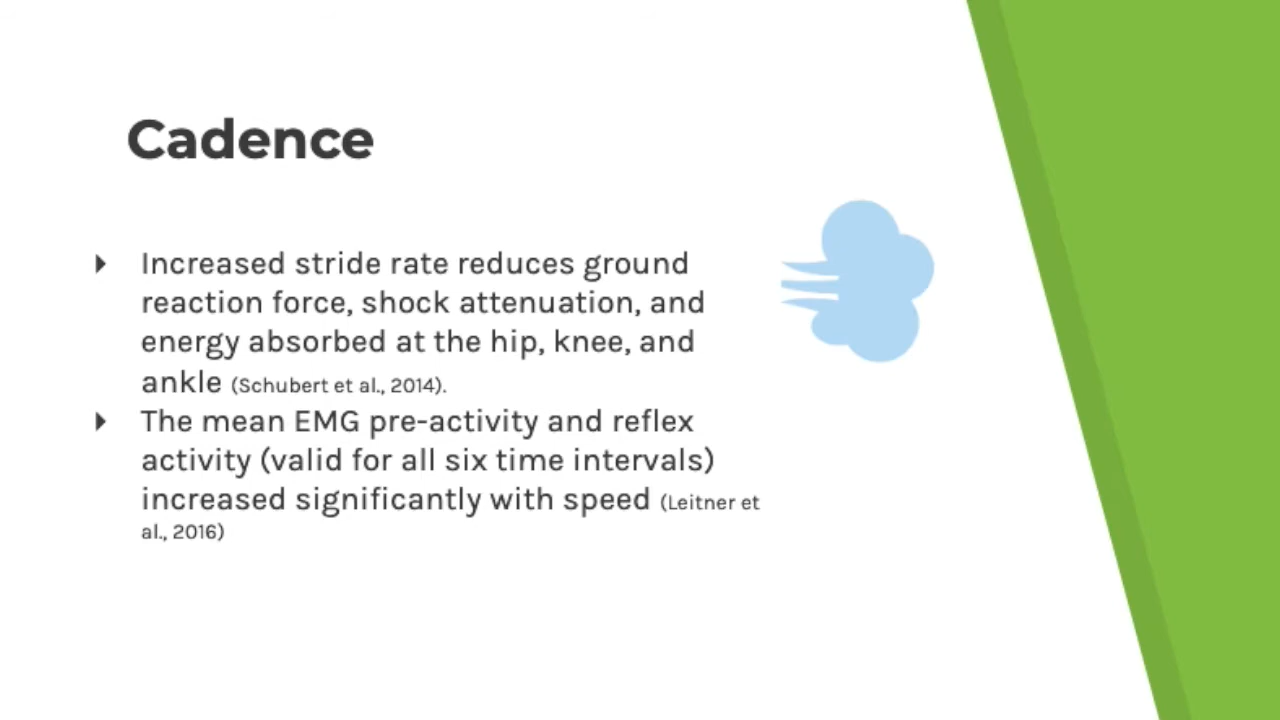 Cadence
Increased stride rate reduces ground
reaction force, shock attenuation, and
energy absorbed at the hip, knee, and
ankle (Schubert et al., 2014).
The mean EMG pre-activity and reflex
activity (valid for all six time intervals)
increased significantly with speed (Leitner et
al., 2016)